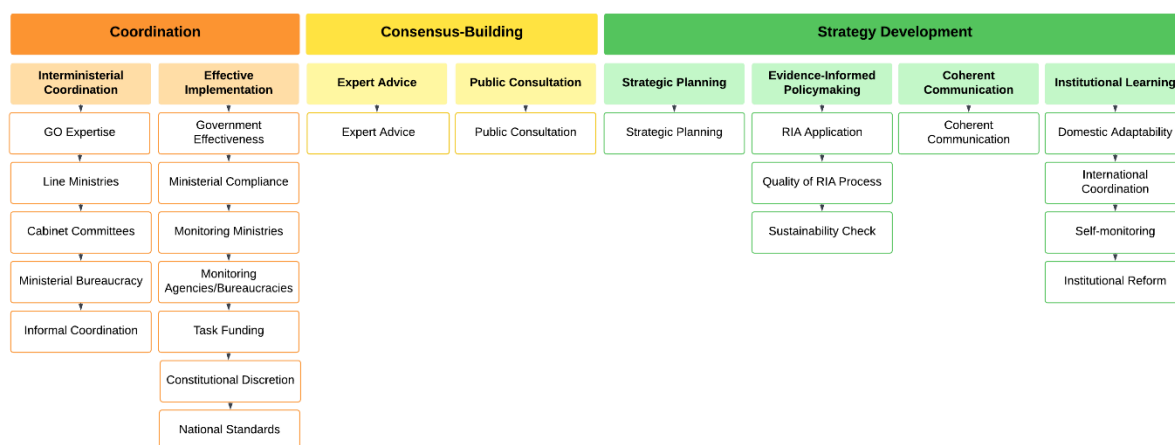 Coordination
Consensus-Building
Strategy Development
Interministerial
Coordination
Effective
Implementation
Expert Advice
Public Consultation
Strategic Planning
Evidence-Informed
Policymaking
Coherent
Communication
Institutional Learning
GO Expertise
Government
Effectiveness
Expert Advice
Public Consultation
Strategic Planning
RIA Application
Coherent
Communication
Domestic Adaptability
Line Ministries
Ministerial Compliance
Quality of RIA Process
International
Coordination
Cabinet Committees
Monitoring Ministries
Sustainability Check
Self-monitoring
Ministerial Bureaucracy
Monitoring
Agencies/Bureaucracies
Institutional Reform
Informal Coordination
Task Funding
Constitutional Discretion
National Standards